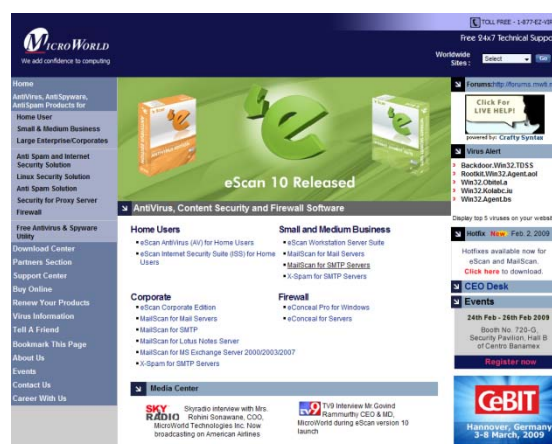 TOLL FREE - 1-877-EZ-VIR
MICROWORLD
We add confidence to computing
Free 24x7 Technical Suppo
Worldwide
Sites :
Select
Go
Home
AntiVirus, AntiSpyware,
AntiSpam Products for
Home User
Small & Medium Business
Large Enterprise/Corporates
Anti Spam and Internet
Security Solution
Linux Security Solution
Anti Spam Solution
Security for Proxy Server
Firewall
Free Antivirus & Spyware
Utility
Download Center
Partners Section
Support Center
Buy Online
Renew Your Products
Virus Information
Tell A Friend
Bookmark This Page
About Us
Events
Contact Us
Career With Us
eScan 10 Released
AntiVirus, Content Security and Firewall Software
Home Users
eScan AntiVirus (AV) for Home Users
eScan Internet Security Suite (ISS) for Home
Users
Small and Medium Business
eScan Workstation Server Suite
MailScan for Mail Servers
MailScan for SMTP Servers
X-Spam for SMTP Servers
Corporate
eScan Corporate Edition
MailScan for Mail Servers
MailScan for SMTP
MailScan for Lotus Notes Server
MailScan for MS Exchange Server 2000/2003/2007
X-Spam for SMTP Servers
Firewall
eConceal Pro for Windows
eConceal for Servers
Media Center
SKY
RADIO
Skyradio interview with Mrs.
Rohini Sonawane, COO,
MicroWorld Technologies Inc. Now
broadcasting on American Airlines
TV9 Interview Mr.Govind
Rammurthy CEO & MD,
MicroWorld during eScan version 10
launch
Forums:http://forums.mwti.n
Click For
LIVE HELP!
powered by: Crafty Syntax
Virus Alert
Backdoor.Win32.TDSS
Rootkit.Win32.Agent.aol
Win32.Obitel.a
Win32.Kolabc.iu
Win32.Agent.bs
Display top 5 viruses on your websit
Hotfix New Feb. 2, 2009
Hotfixes available now for
eScan and MailScan.
Click here to download.
CEO Desk
Events
24th Feb - 26th Feb 2009
Booth No. 720-G,
Security Pavilion, Hall B
of Centro Banamex
Register now
CeBIT
Hannover, Germany
3-8 March, 2009